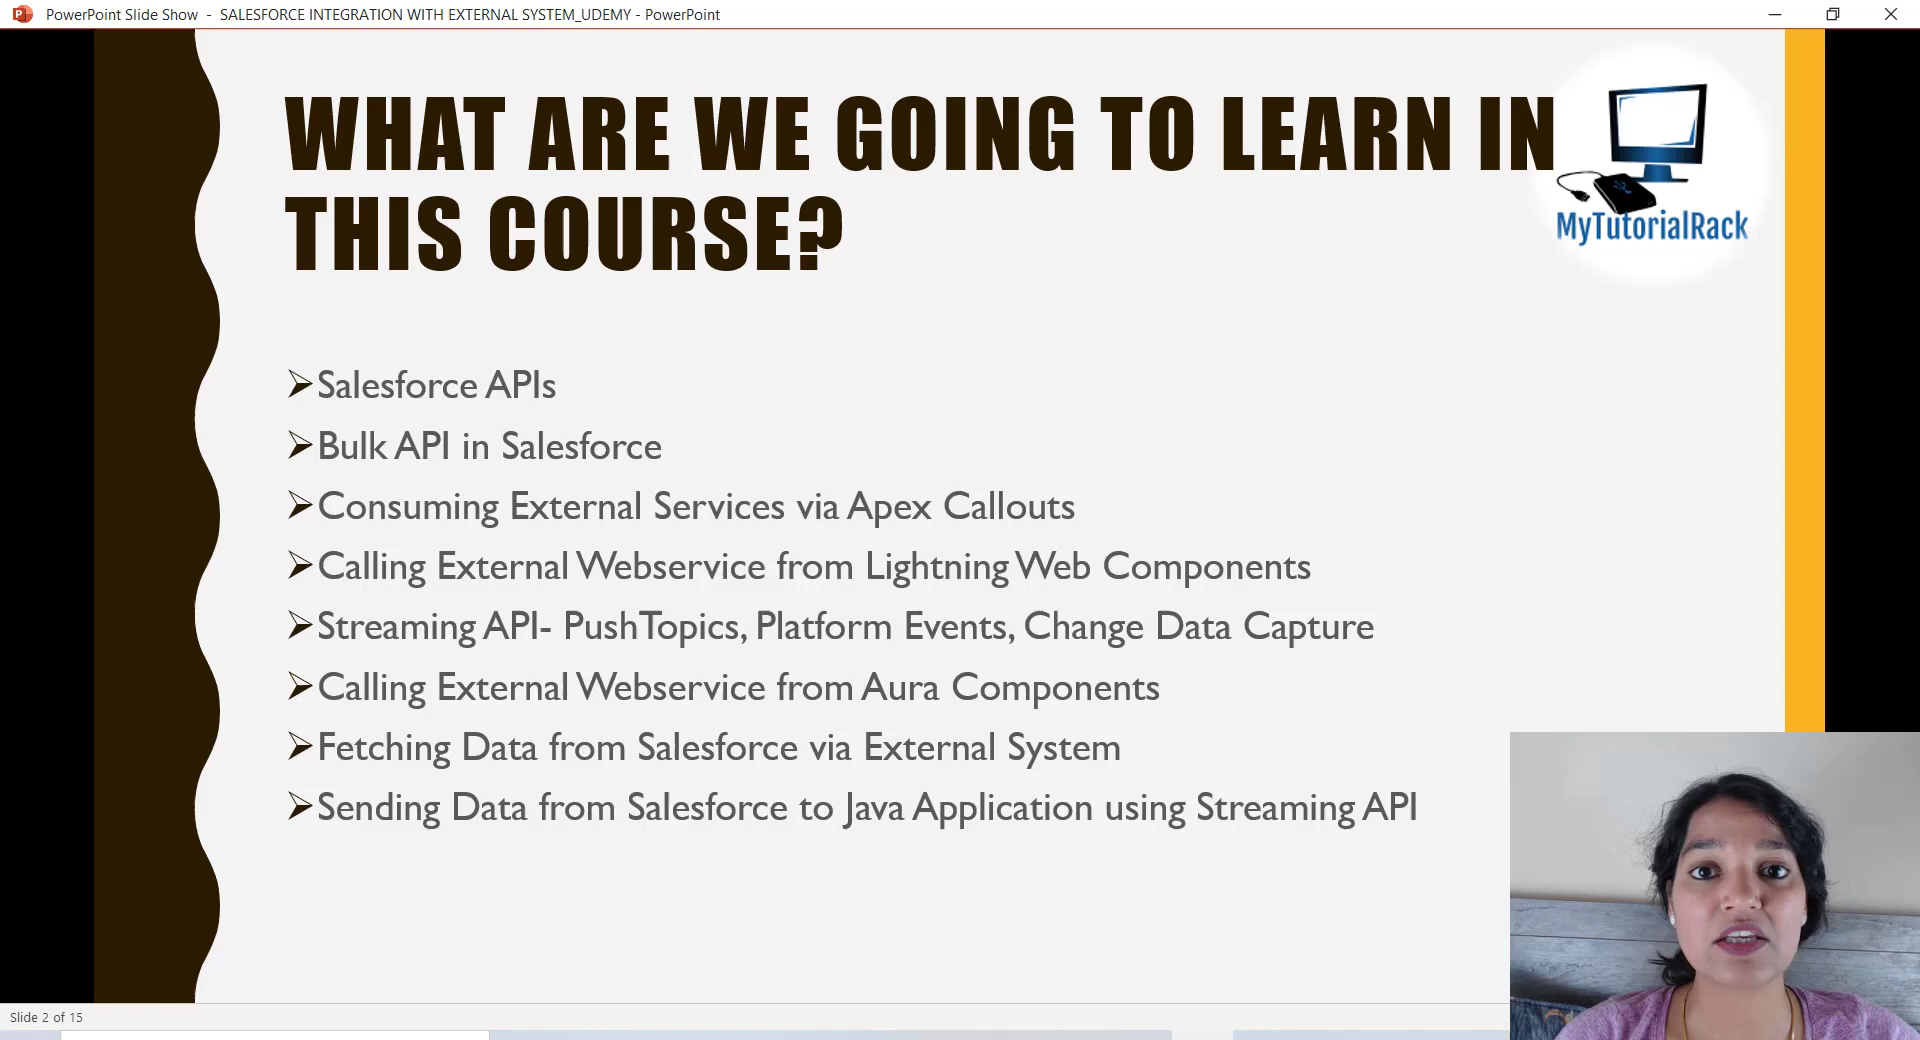 PowerPoint Slide Show - SALESFORCE INTEGRATION WITH EXTERNAL SYSTEM_UDEMY - PowerPoint
WHAT ARE WE GOING TO LEARN IN
THIS COURSE?
MyTutorialRack
Salesforce APIs
Bulk API in Salesforce
Consuming External Services via Apex Callouts
Calling External Webservice from Lightning Web Components
Streaming API- PushTopics, Platform Events, Change Data Capture
Calling External Webservice from Aura Components
Fetching Data from Salesforce via External System
Sending Data from Salesforce to Java Application using Streaming API
Slide 2 of 15